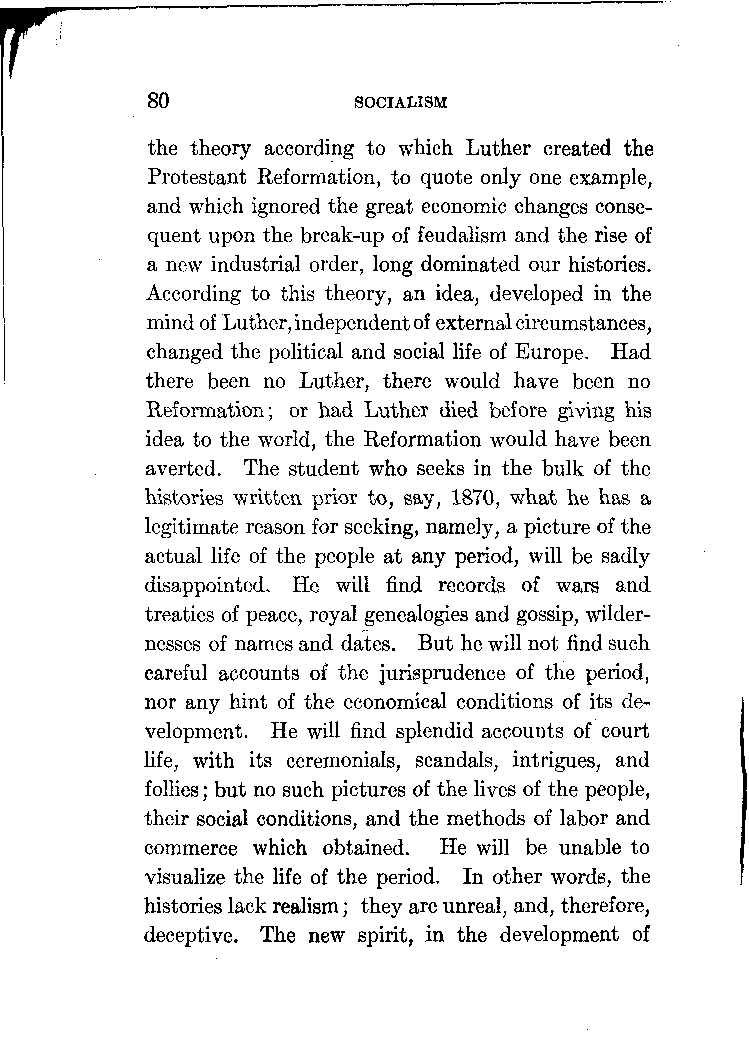 80 SOCIALISM
the theory according to which Luther created the
Protestant Reformation, to quote only one example,
and which ignored the great economic changes conse-
quent upon the break-up of feudalism and the rise of
a new industrial order, long dominated our histories.
According to this theory, an idea, developed in the
mind of Luther, independent of external circumstances,
changed the political and social life of Europe. Had
there been no Luther, there would have been no
Reformation; or had Luther died before giving his
idea to the world, the Reformation would have been
averted. The student who seeks in the bulk of the
histories written prior to, say, 1870, what he has a
legitimate reason for seeking, namely, a picture of the
actual life of the people at any period, will be sadly
disappointed. He will find records of wars and
treaties of peace, royal genealogies and gossip, wilder-
nesses of names and dates. But he will not find such
careful accounts of the jurisprudence of the period,
nor any hint of the economical conditions of its de-
velopment. He will find splendid accounts of court
life, with its ceremonials, scandals, intrigues, and
follies; but no such pictures of the lives of the people,
their social conditions, and the methods of labor and
commerce which obtained. He will be unable to
visualize the life of the period. In other words, the
histories lack realism; they are unreal, and, therefore,
deceptive. The new spirit, in the development of